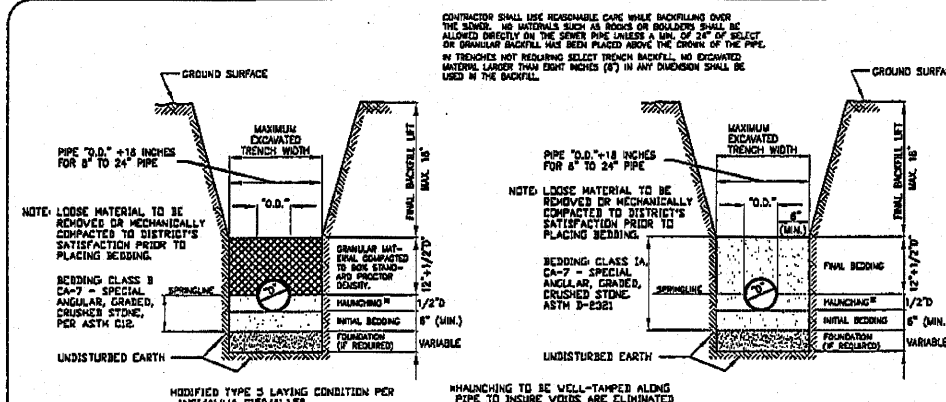 CONTRACTOR SHALL USE REASONABLE CARE WHILE BACKFILLING OVER
THE SEWER. NO MATERIALS SUCH AS ROCKS OR BOULDERS SHALL BE
ALLOWED DIRECTLY ON THE SEWER PIPE UNLESS A MIN. OF 24" OF SELECT
OR GRANULAR BACKFILL HAS BEEN PLACED ABOVE THE CROWN OF THE PIPE.
IN TRENCHES NOT REQUIRING SELECT TRENCH BACKFILL, NO EXCAVATED
MATERIAL LARGER THAN EIGHT INCHES (8") IN ANY DIMENSION SHALL BE
USED IN THE BACKFILL.
GROUND SURFACE
MAXIMUM
EXCAVATED
TRENCH WIDTH
PIPE "O.D." +18 INCHES
FOR 8" TO 24" PIPE
"O.D."
NOTE: LOOSE MATERIAL TO BE
REMOVED OR MECHANICALLY
COMPACTED TO DISTRICT'S
SATISFACTION PRIOR TO
PLACING BEDDING.
BEDDING CLASS B
CA-7 - SPECIAL
ANGULAR, GRADED,
CRUSHED STONE,
PER ASTM C12.
SPRINGLINE
UNDISTURBED EARTH
"D"
GRANULAR MAT-
ERIAL COMPACTED
TO 90% STAND-
ARD PROCTOR
DENSITY.
HAUNCHING *
INITIAL BEDDING
FOUNDATION
(IF REQUIRED)
FINAL BACKFILL LIFT
MAX. 18"
12"+1/2"D"
1/2"D
6" (MIN.)
VARIABLE
MODIFIED TYPE 5 LAYING CONDITION PER
GROUND SURFA
MAXIMUM
EXCAVATED
TRENCH WIDTH
PIPE "O.D."+18 INCHES
FOR 8" TO 24" PIPE
"O.D."
6"
(MIN.)
NOTE: LOOSE MATERIAL TO BE
REMOVED OR MECHANICALLY
COMPACTED TO DISTRICT'S
SATISFACTION PRIOR TO
PLACING BEDDING.
BEDDING: CLASS IA,
CA-7 - SPECIAL
ANGULAR, GRADED,
CRUSHED STONE.
ASTM D-2321
SPRINGLINE
UNDISTURBED EARTH
"D"
FINAL BEDDING
HAUNCHING *
INITIAL BEDDING
FOUNDATION
(IF REQUIRED)
FINAL BACKFILL LIFT
MAX. 18"
12"+1/2"D"
1/2"D
6" (MIN.
VARIABLE
*HAUNCHING TO BE WELL-TAMPED ALONG
PIPE TO INSURE VOIDS ARE ELIMINATED